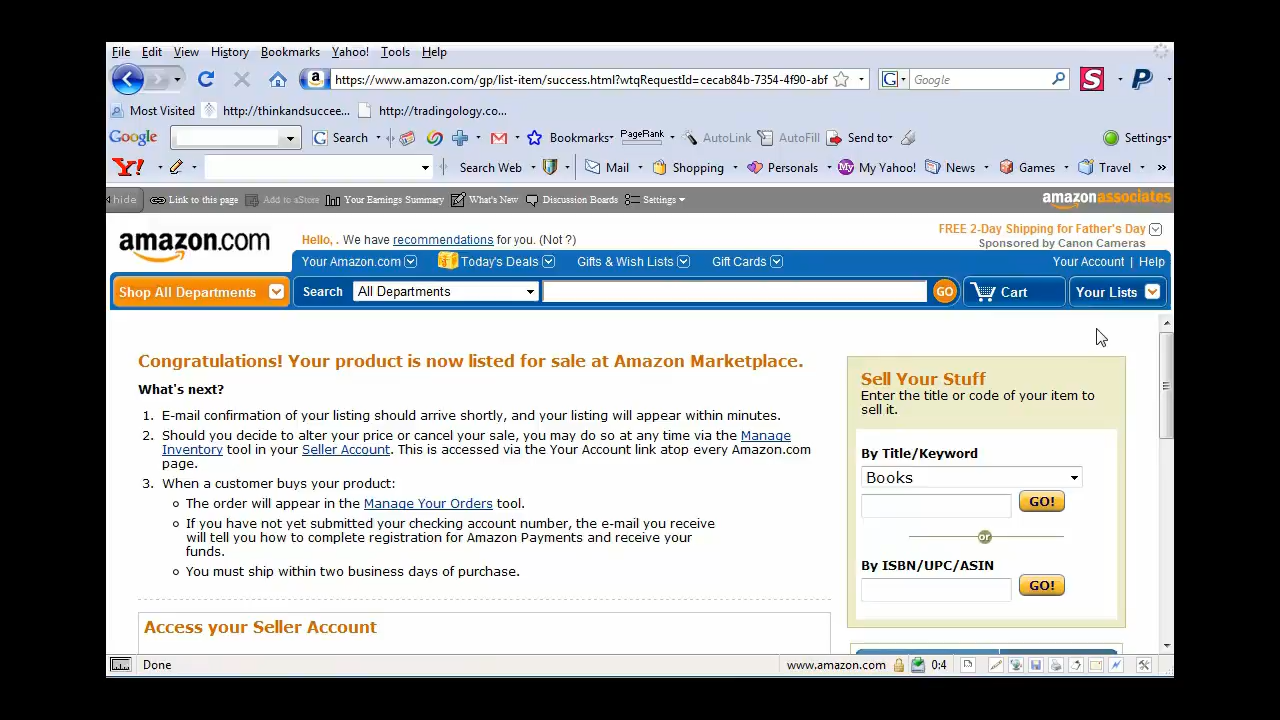 File Edit View History Bookmarks Yahoo! Tools Help
https://www.amazon.com/gp/list-item/success.html?wtqRequestId=cecab84b-7354-4f90-abf
G Google
S P
Most Visited http://thinkandsuccee... http://tradingology.co...
Google G Search Bookmarks PageRank AutoLink AutoFill Send to Settings
Y! Search Web Mail Shopping Personals My Yahoo! News Games Travel »
hide Link to this page Add to aStore Your Earnings Summary What's New Discussion Boards Settings amazonassociates
amazon.com Hello, . We have recommendations for you. (Not ?) FREE 2-Day Shipping for Father's Day
Sponsored by Canon Cameras
Your Amazon.com Today's Deals Gifts & Wish Lists Gift Cards Your Account | Help
Shop All Departments Search All Departments GO Cart Your Lists
Congratulations! Your product is now listed for sale at Amazon Marketplace.
What's next?
1. E-mail confirmation of your listing should arrive shortly, and your listing will appear within minutes.
2. Should you decide to alter your price or cancel your sale, you may do so at any time via the Manage
Inventory tool in your Seller Account. This is accessed via the Your Account link atop every Amazon.com
page.
3. When a customer buys your product:
The order will appear in the Manage Your Orders tool.
If you have not yet submitted your checking account number, the e-mail you receive
will tell you how to complete registration for Amazon Payments and receive your
funds.
You must ship within two business days of purchase.
Access your Seller Account
Sell Your Stuff
Enter the title or code of your item to
sell it.
By Title/Keyword
Books
GO!
or
By ISBN/UPC/ASIN
GO!
Done www.amazon.com 0:4